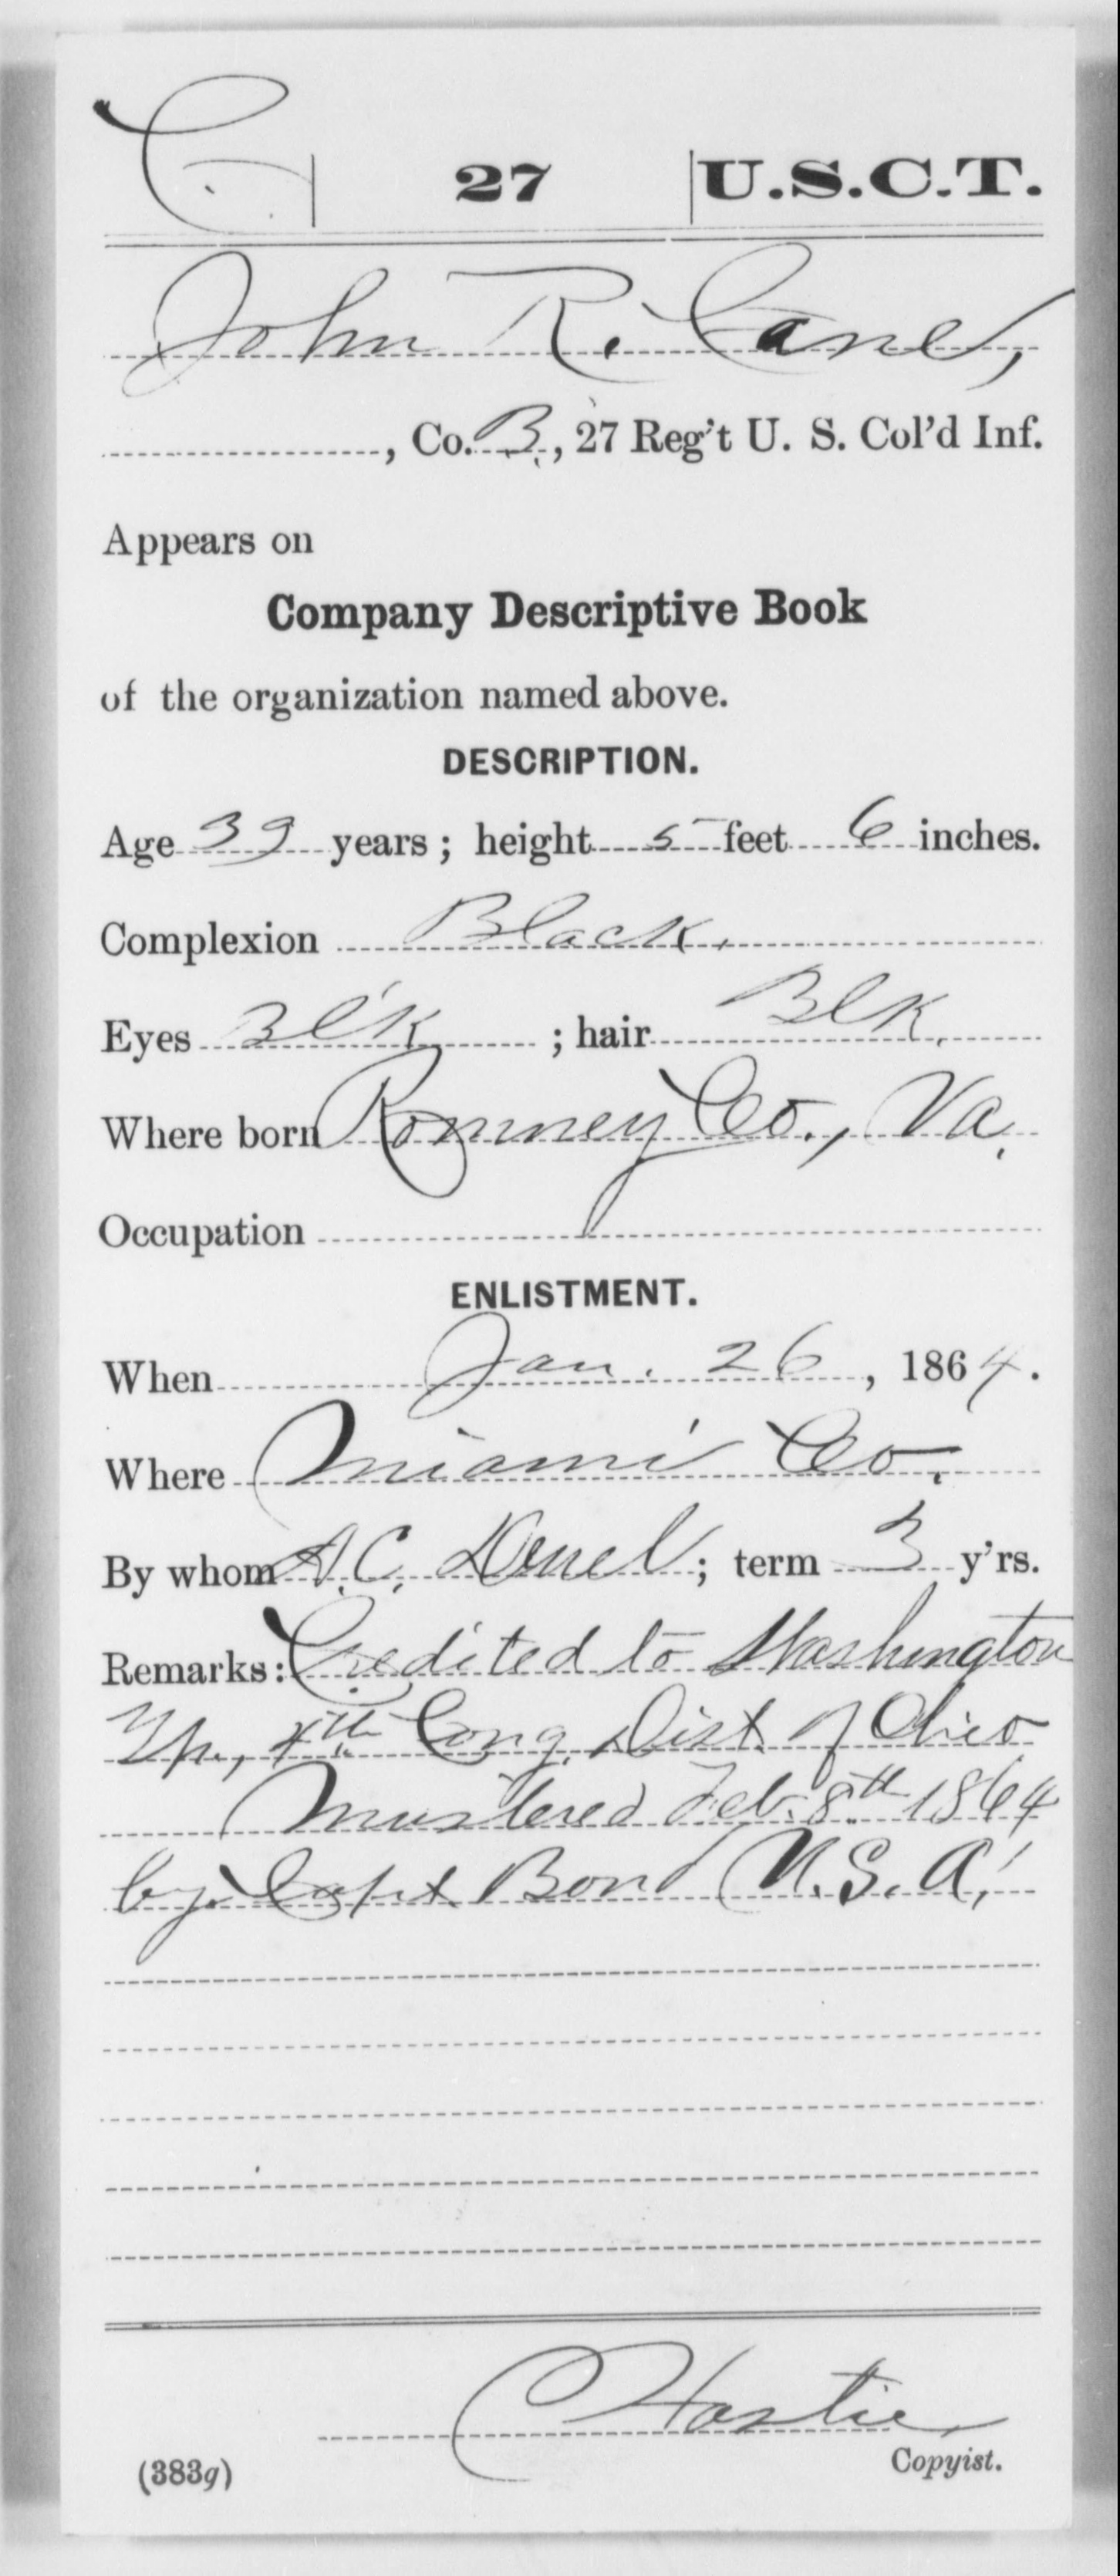 C | 27 | U.S.C.T.
John R. Cane,
, Co. B, 27 Reg't U. S. Col'd Inf.
Appears on
Company Descriptive Book
of the organization named above.
DESCRIPTION.
Age 39 years; height 5 feet 6 inches.
Complexion Black.
Eyes Bl'k ; hair Blk.
Where born Romney Co., Va.
Occupation
ENLISTMENT.
When Jan. 26, 1864.
Where Miami Co.
By whom A.C. Deuel; term 3 y'rs.
Remarks: Credited to Washington
Tp., 4th Cong. Dist. of Ohio
Mustered Feb. 8th 1864
by Capt. Bond U.S.A.
Hastie
Copyist.
(383g)